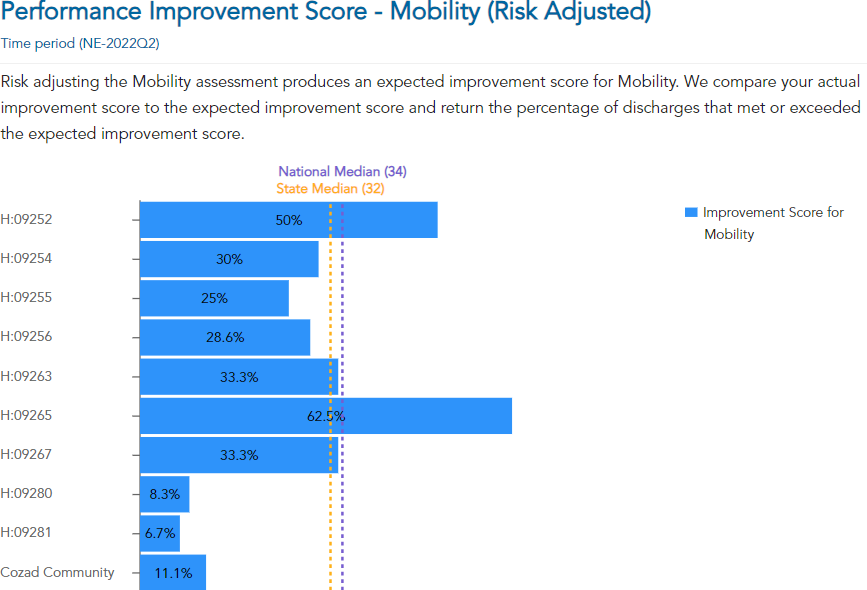 Performance Improvement Score - Mobility (Risk Adjusted)
Time period (NE-2022Q2)
Risk adjusting the Mobility assessment produces an expected improvement score for Mobility. We compare your actual
improvement score to the expected improvement score and return the percentage of discharges that met or exceeded
the expected improvement score.
National Median (34)
State Median (32)
Improvement Score for
Mobility
H:09252 50%
H:09254 30%
H:09255 25%
H:09256 28.6%
H:09263 33.3%
H:09265 62.5%
H:09267 33.3%
H:09280 8.3%
H:09281 6.7%
Cozad Community 11.1%